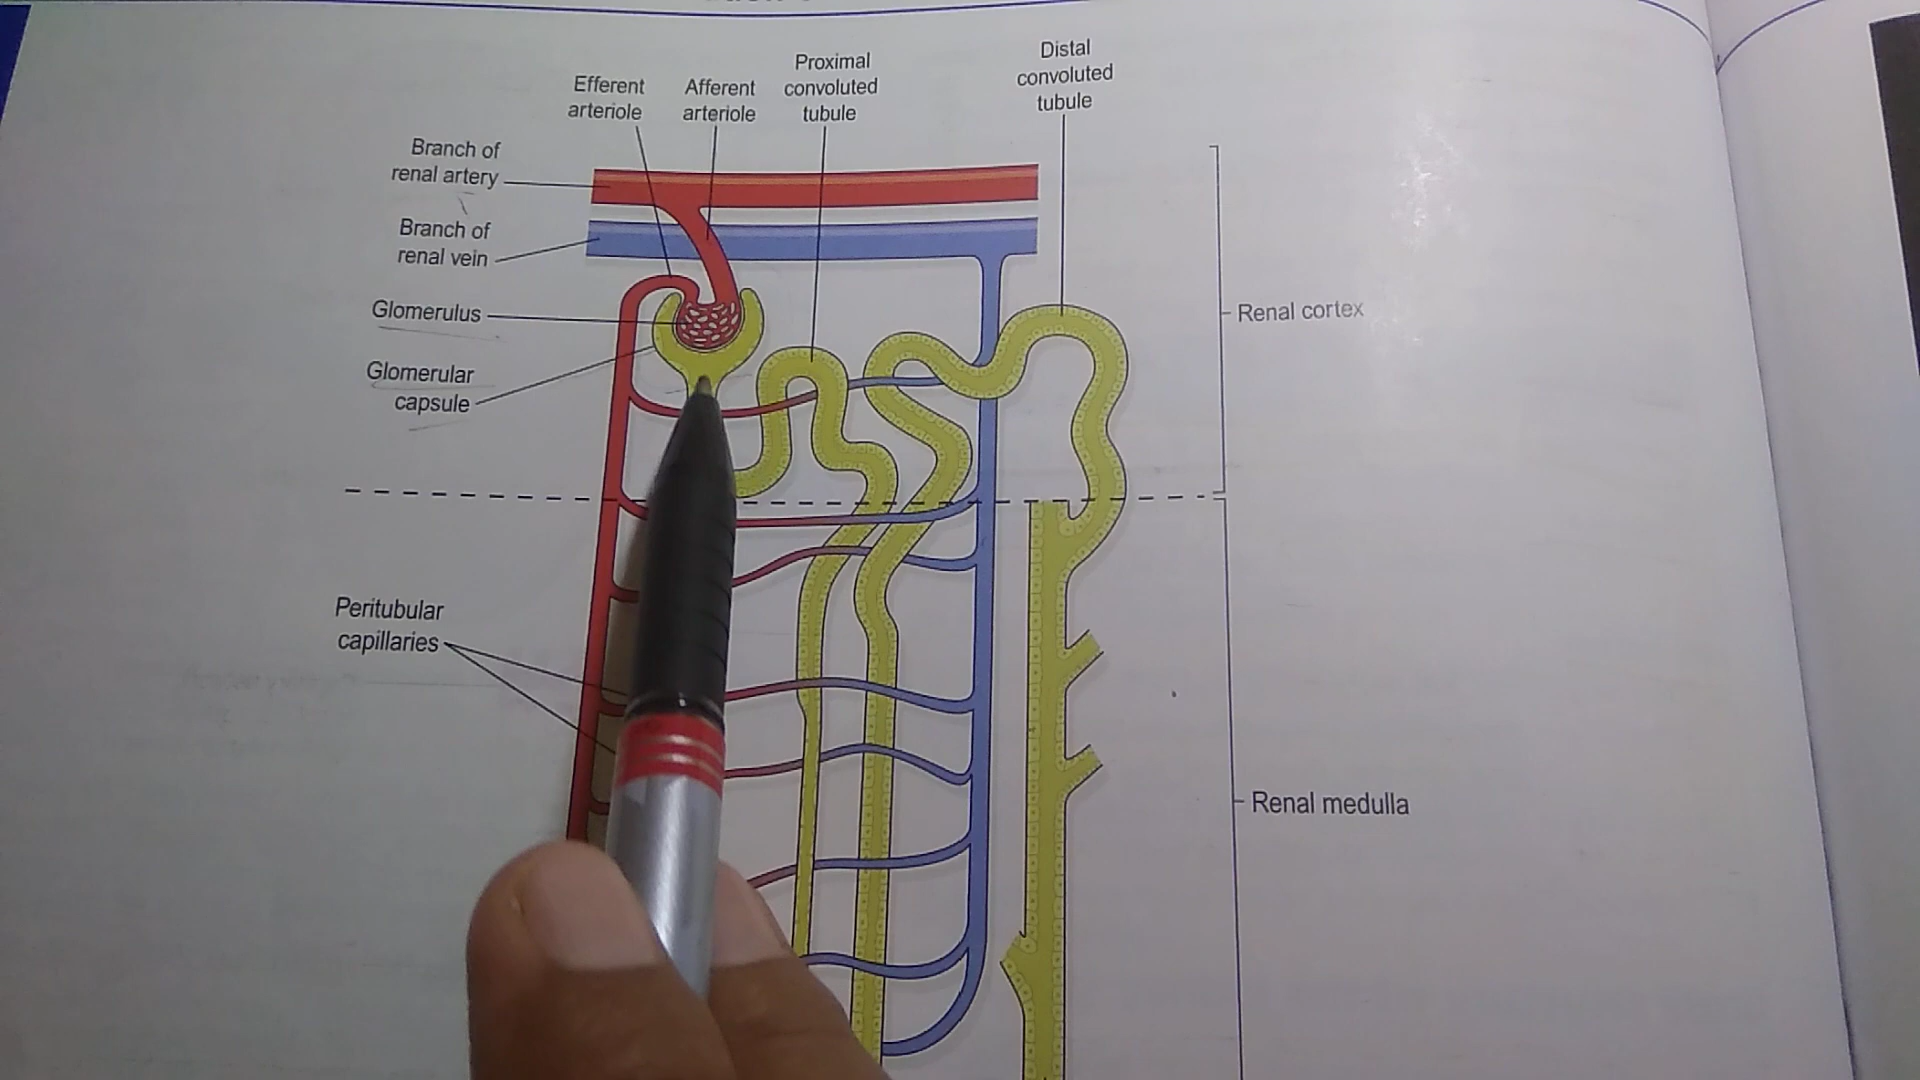 Efferent
arteriole
Afferent
arteriole
Proximal
convoluted
tubule
Distal
convoluted
tubule
Branch of
renal artery
Branch of
renal vein
Glomerulus
Glomerular
capsule
Renal cortex
Peritubular
capillaries
Renal medulla